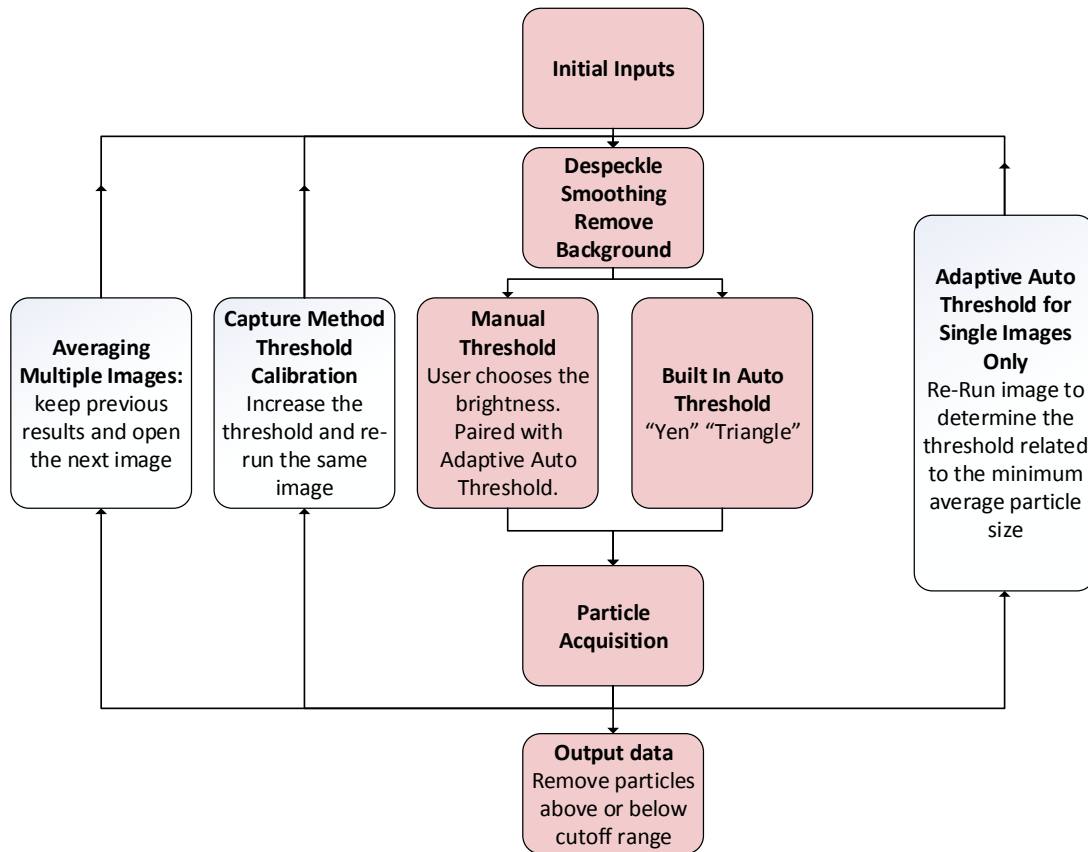 Initial Inputs
Despeckle
Smoothing
Remove
Background
Averaging
Multiple Images:
keep previous
results and open
the next image
Capture Method
Threshold
Calibration
Increase the
threshold and re-
run the same
image
Manual
Threshold
User chooses the
brightness.
Paired with
Adaptive Auto
Threshold.
Built In Auto
Threshold
“Yen” “Triangle”
Adaptive Auto
Threshold for
Single Images
Only
Re-Run image to
determine the
threshold related
to the minimum
average particle
size
Particle
Acquisition
Output data
Remove particles
above or below
cutoff range